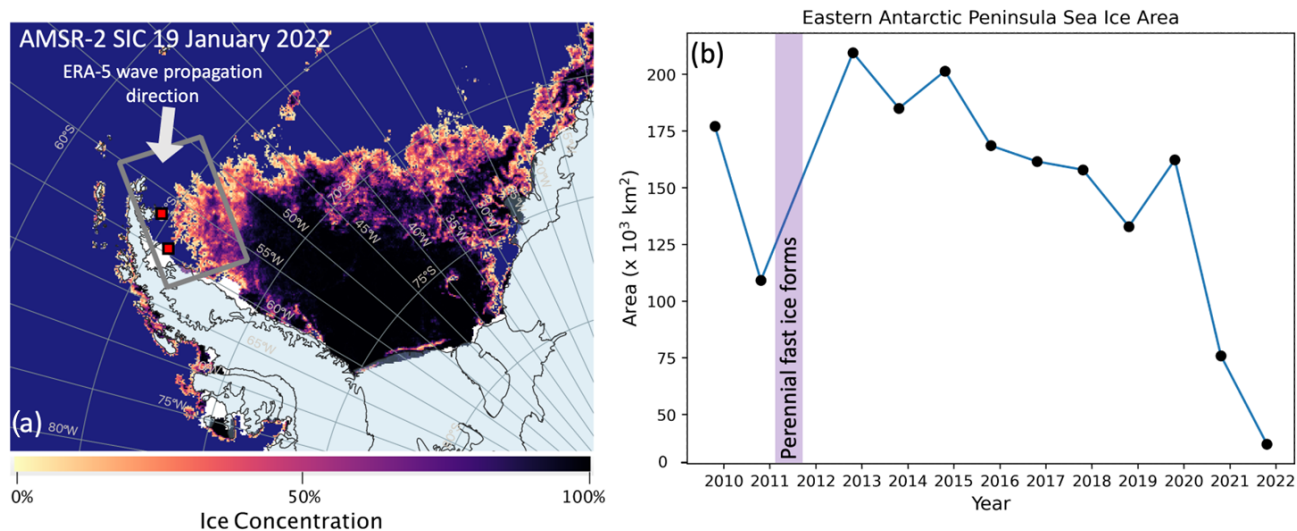 AMSR-2 SIC 19 January 2022
ERA-5 wave propagation
direction
60°S
50°W
45°W
40°W
35°W
55°W
60°W
65°W
70°S
75°S
75°W
80°W
(a)
0%
50%
100%
Ice Concentration
Eastern Antarctic Peninsula Sea Ice Area
(b)
Area (x 10³ km²)
200
175
150
125
100
75
50
0
Perennial fast ice forms
2010 2011 2012 2013 2014 2015 2016 2017 2018 2019 2020 2021 2022
Year